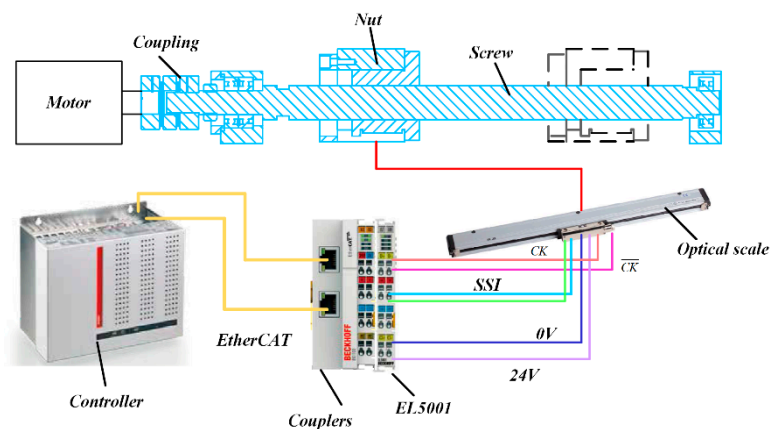 Nut
Coupling
Screw
Motor
Optical scale
CK
CK
SSI
EtherCAT
0V
24V
BECKHOFF
Controller
Couplers
EL5001